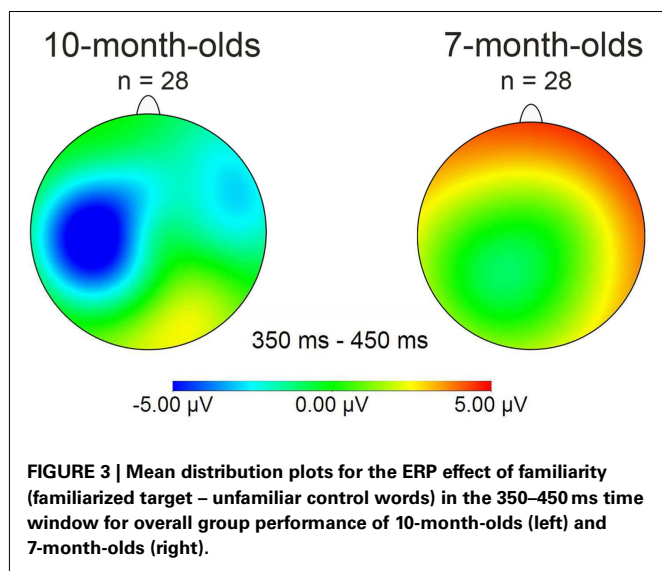 10-month-olds
n = 28
7-month-olds
n = 28
350 ms - 450 ms
-5.00 µV
0.00 µV
5.00 µV
FIGURE 3 | Mean distribution plots for the ERP effect of familiarity
(familiarized target – unfamiliar control words) in the 350–450 ms time
window for overall group performance of 10-month-olds (left) and
7-month-olds (right).